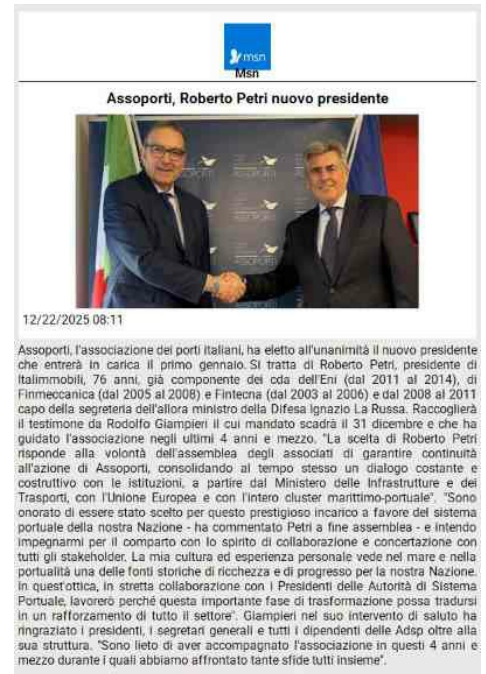 msn
Msn
Assoporti, Roberto Petri nuovo presidente
ASSOPORTI
ASSOPORTI
ASSOPORTI
12/22/2025 08:11
Assoporti, l'associazione dei porti italiani, ha eletto all'unanimità il nuovo presidente
che entrerà in carica il primo gennaio. Si tratta di Roberto Petri, presidente di
Italimmobili, 76 anni, già componente dei cda dell'Eni (dal 2011 al 2014), di
Finmeccanica (dal 2005 al 2008) e Fintecna (dal 2003 al 2006) e dal 2008 al 2011
capo della segreteria dell'allora ministro della Difesa Ignazio La Russa. Raccoglierà
il testimone da Rodolfo Giampieri il cui mandato scadrà il 31 dicembre e che ha
guidato l'associazione negli ultimi 4 anni e mezzo. "La scelta di Roberto Petri
risponde alla volontà dell'assemblea degli associati di garantire continuità
all'azione di Assoporti, consolidando al tempo stesso un dialogo costante e
costruttivo con le istituzioni, a partire dal Ministero delle Infrastrutture e dei
Trasporti, con l'Unione Europea e con l'intero cluster marittimo-portuale". "Sono
onorato di essere stato scelto per questo prestigioso incarico a favore del sistema
portuale della nostra Nazione - ha commentato Petri a fine assemblea - e intendo
impegnarmi per il comparto con lo spirito di collaborazione e concertazione con
tutti gli stakeholder. La mia cultura ed esperienza personale vede nel mare e nella
portualità una delle fonti storiche di ricchezza e di progresso per la nostra Nazione.
In quest'ottica, in stretta collaborazione con i Presidenti delle Autorità di Sistema
Portuale, lavorerò perché questa importante fase di trasformazione possa tradursi
in un rafforzamento di tutto il settore". Giampieri nel suo intervento di saluto ha
ringraziato i presidenti, i segretari generali e tutti i dipendenti delle Adsp oltre alla
sua struttura. "Sono lieto di aver accompagnato l'associazione in questi 4 anni e
mezzo durante i quali abbiamo affrontato tante sfide tutti insieme".